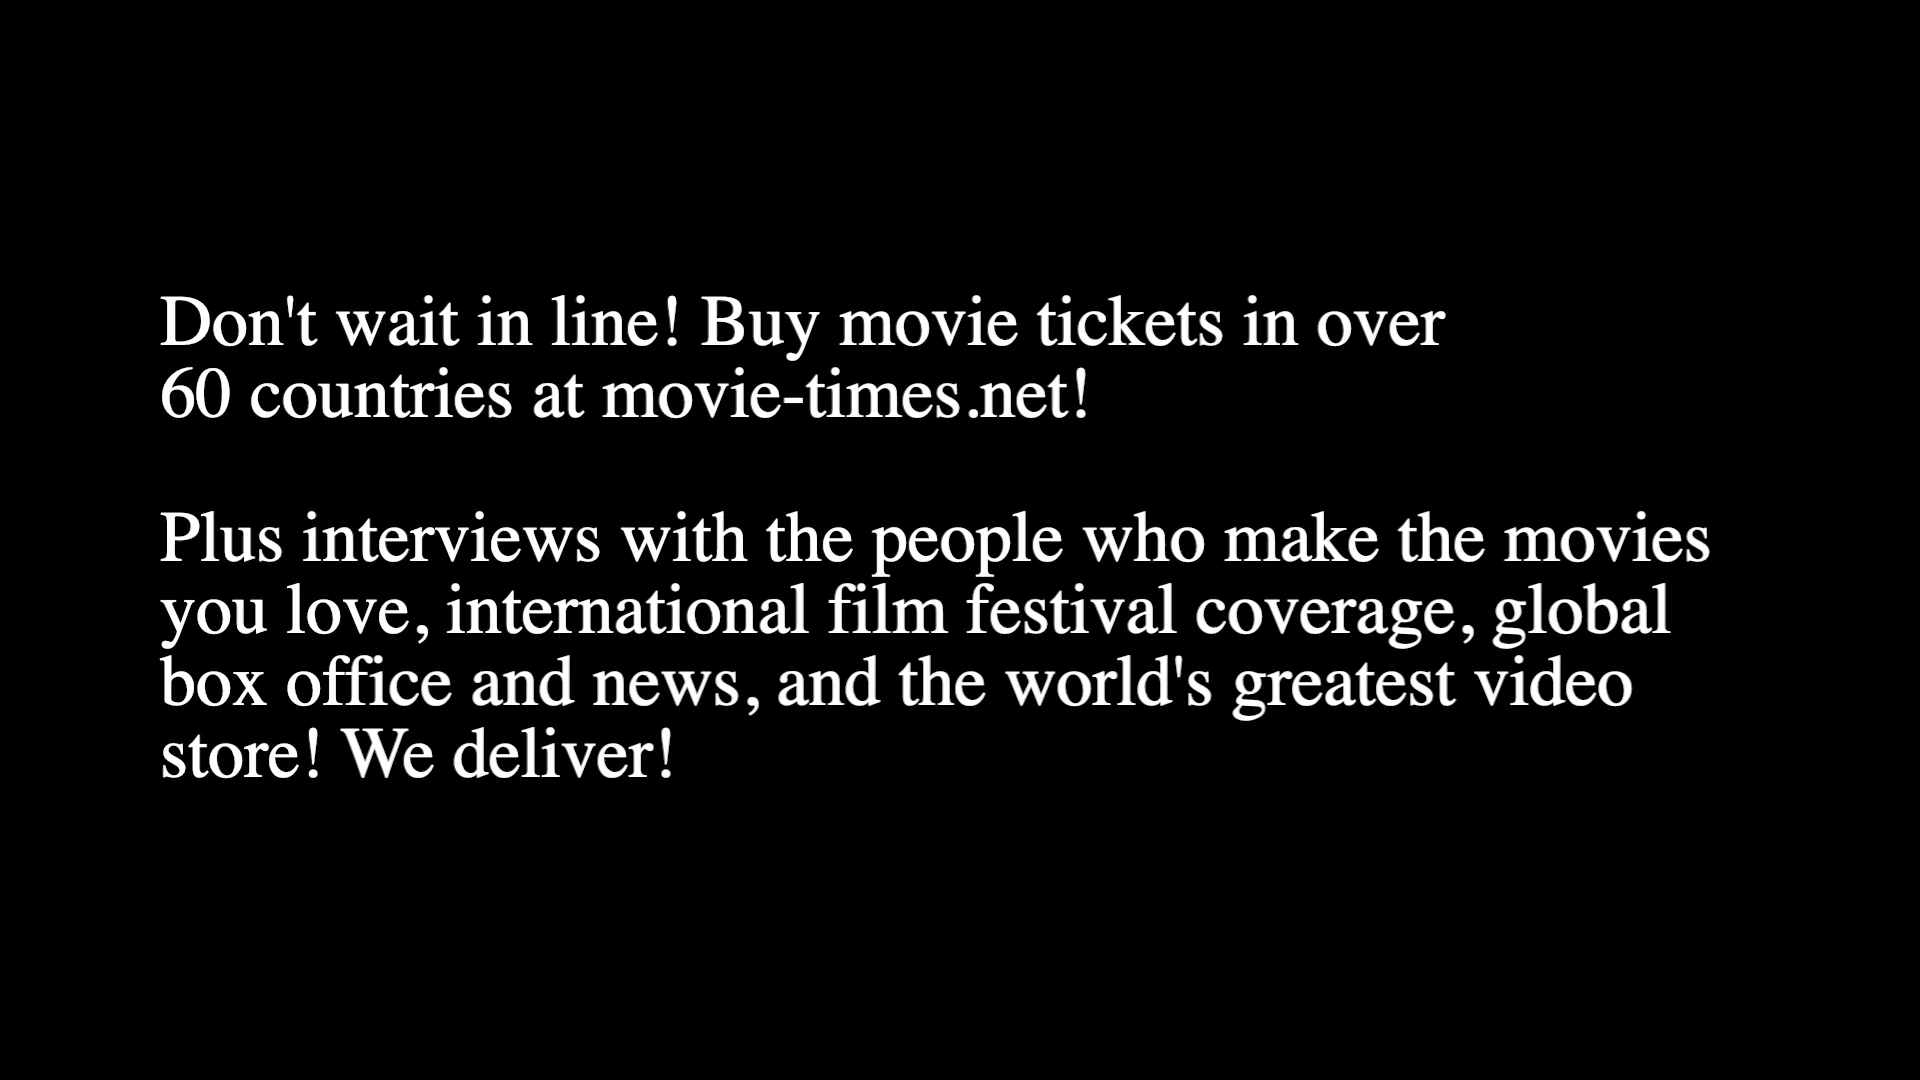 Don't wait in line! Buy movie tickets in over
60 countries at movie-times.net!
Plus interviews with the people who make the movies
you love, international film festival coverage, global
box office and news, and the world's greatest video
store! We deliver!